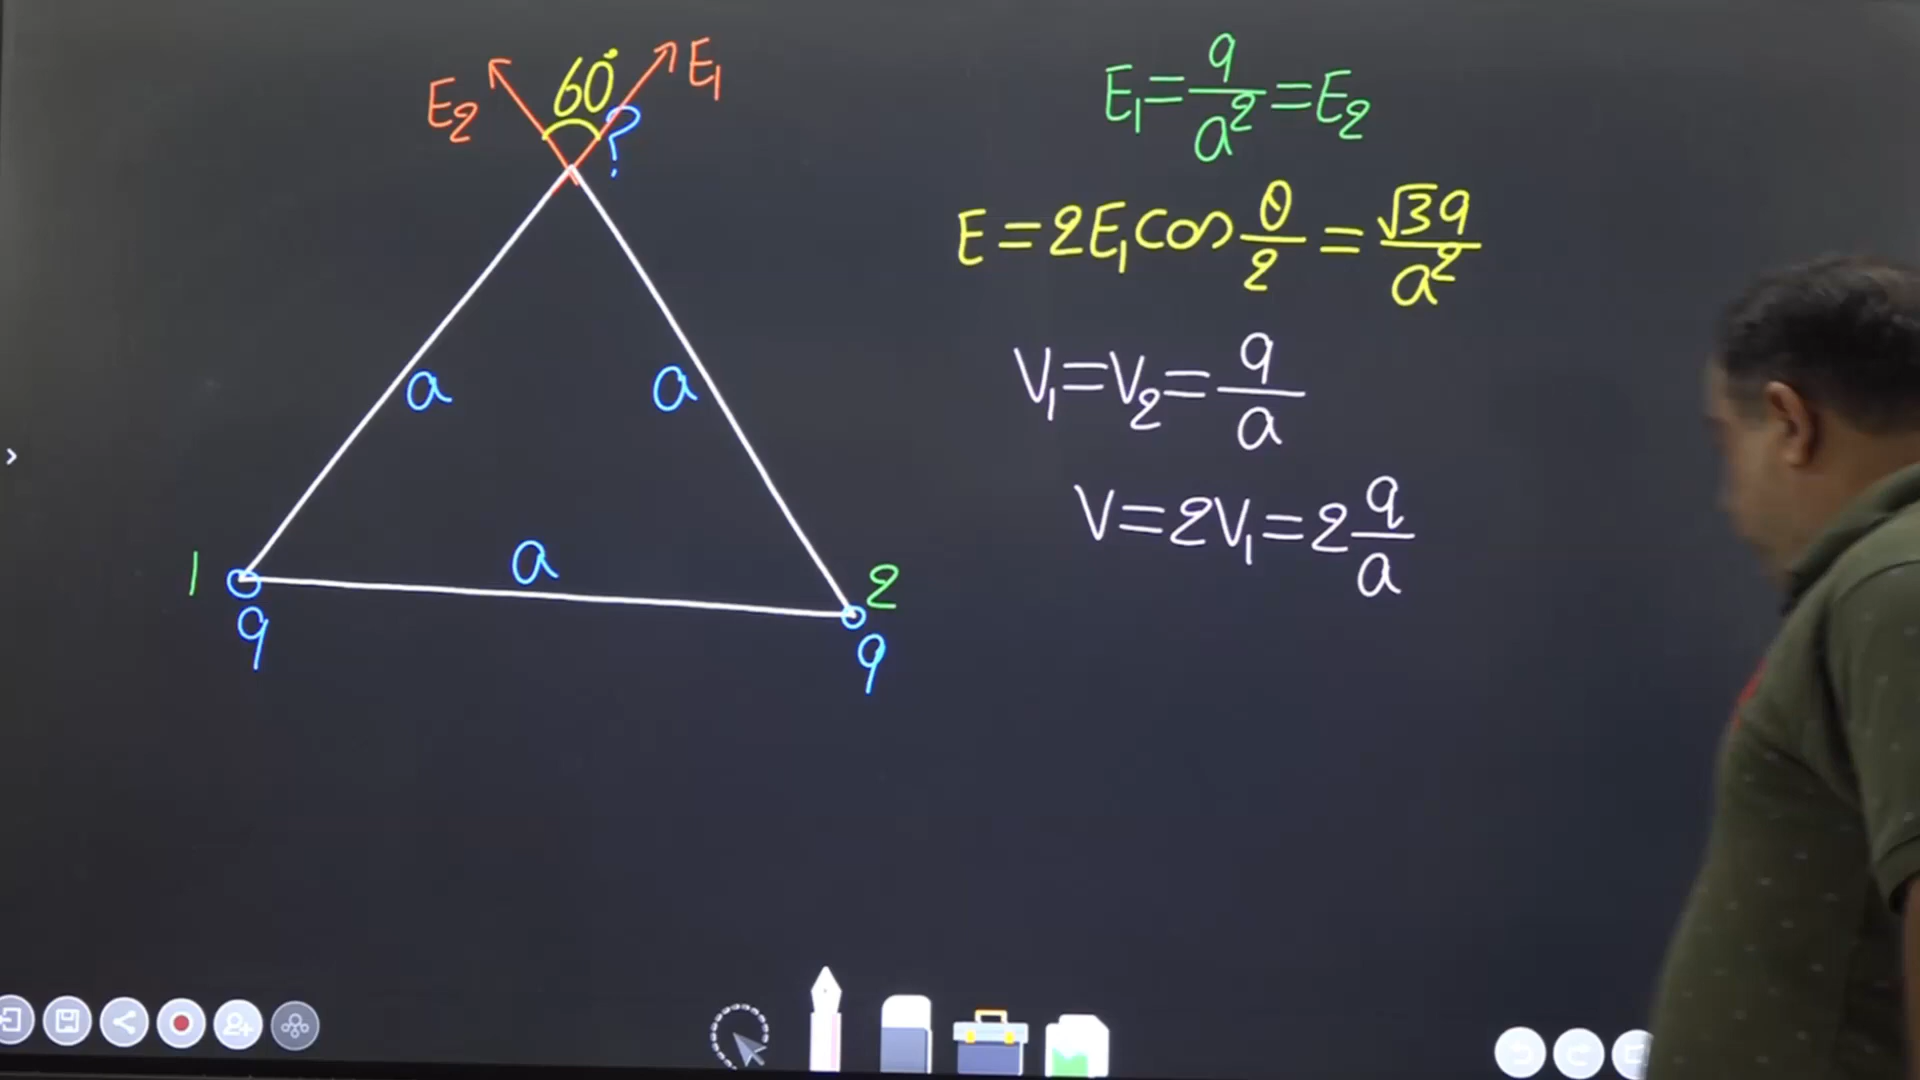 E₂ 60° E₁
?
a a
a
1 2
q q
E₁ = q/a² = E₂
E = 2E₁ cos θ/2 = √3q/a²
V₁ = V₂ = q/a
V = 2V₁ = 2 q/a